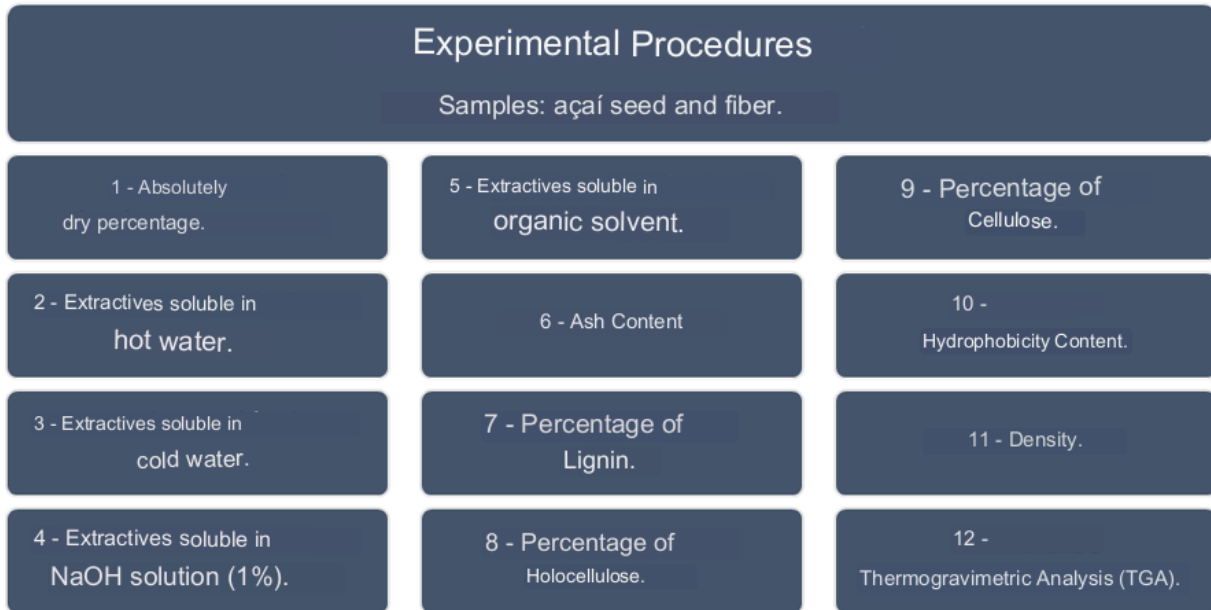 Experimental Procedures
Samples: açaí seed and fiber.
1 - Absolutely
dry percentage.
2 - Extractives soluble in
hot water.
3 - Extractives soluble in
cold water.
4 - Extractives soluble in
NaOH solution (1%).
5 - Extractives soluble in
organic solvent.
6 - Ash Content
7 - Percentage of
Lignin.
8 - Percentage of
Holocellulose.
9 - Percentage of
Cellulose.
10 -
Hydrophobicity Content.
11 - Density.
12 -
Thermogravimetric Analysis (TGA).